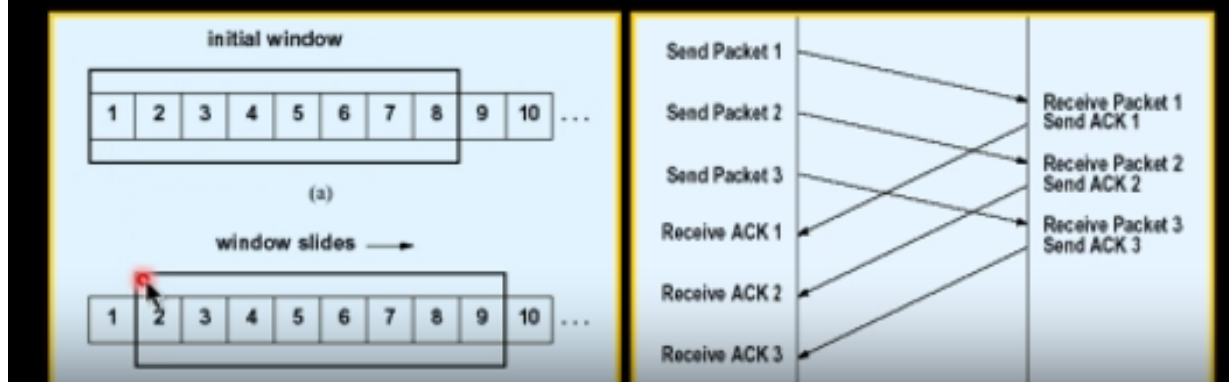 initial window
1 2 3 4 5 6 7 8 9 10 ...
(a)
window slides
1 2 3 4 5 6 7 8 9 10 ...
Send Packet 1
Send Packet 2
Send Packet 3
Receive ACK 1
Receive ACK 2
Receive ACK 3
Receive Packet 1
Send ACK 1
Receive Packet 2
Send ACK 2
Receive Packet 3
Send ACK 3